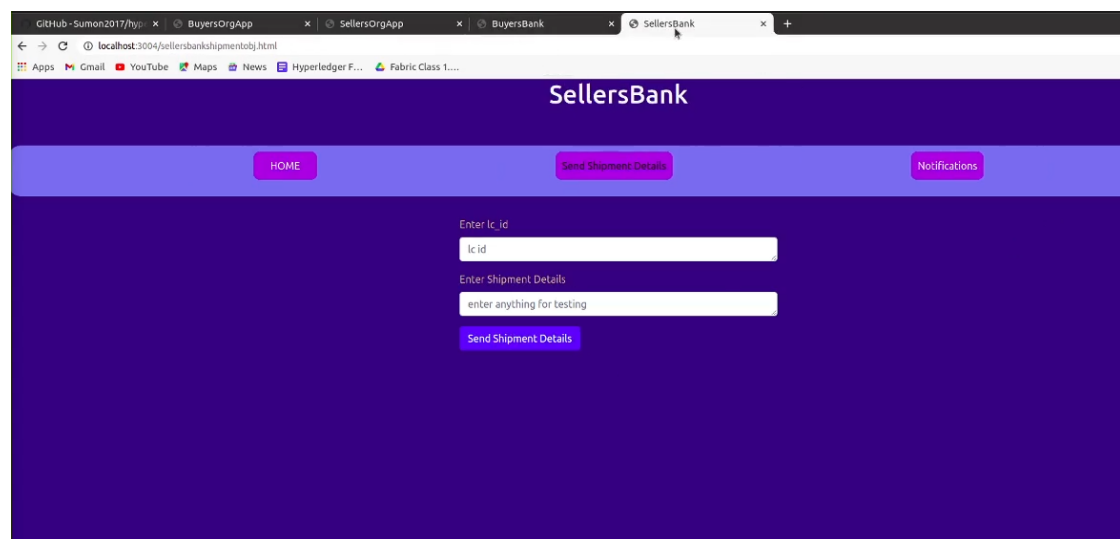 GitHub - Sumon2017/hyp BuyersOrgApp SellersOrgApp BuyersBank SellersBank
localhost:3004/sellersbankshipmentobj.html
Apps Gmail YouTube Maps News Hyperledger F... Fabric Class 1....
SellersBank
HOME Send Shipment Details Notifications
Enter lc_id
lc id
Enter Shipment Details
enter anything for testing
Send Shipment Details